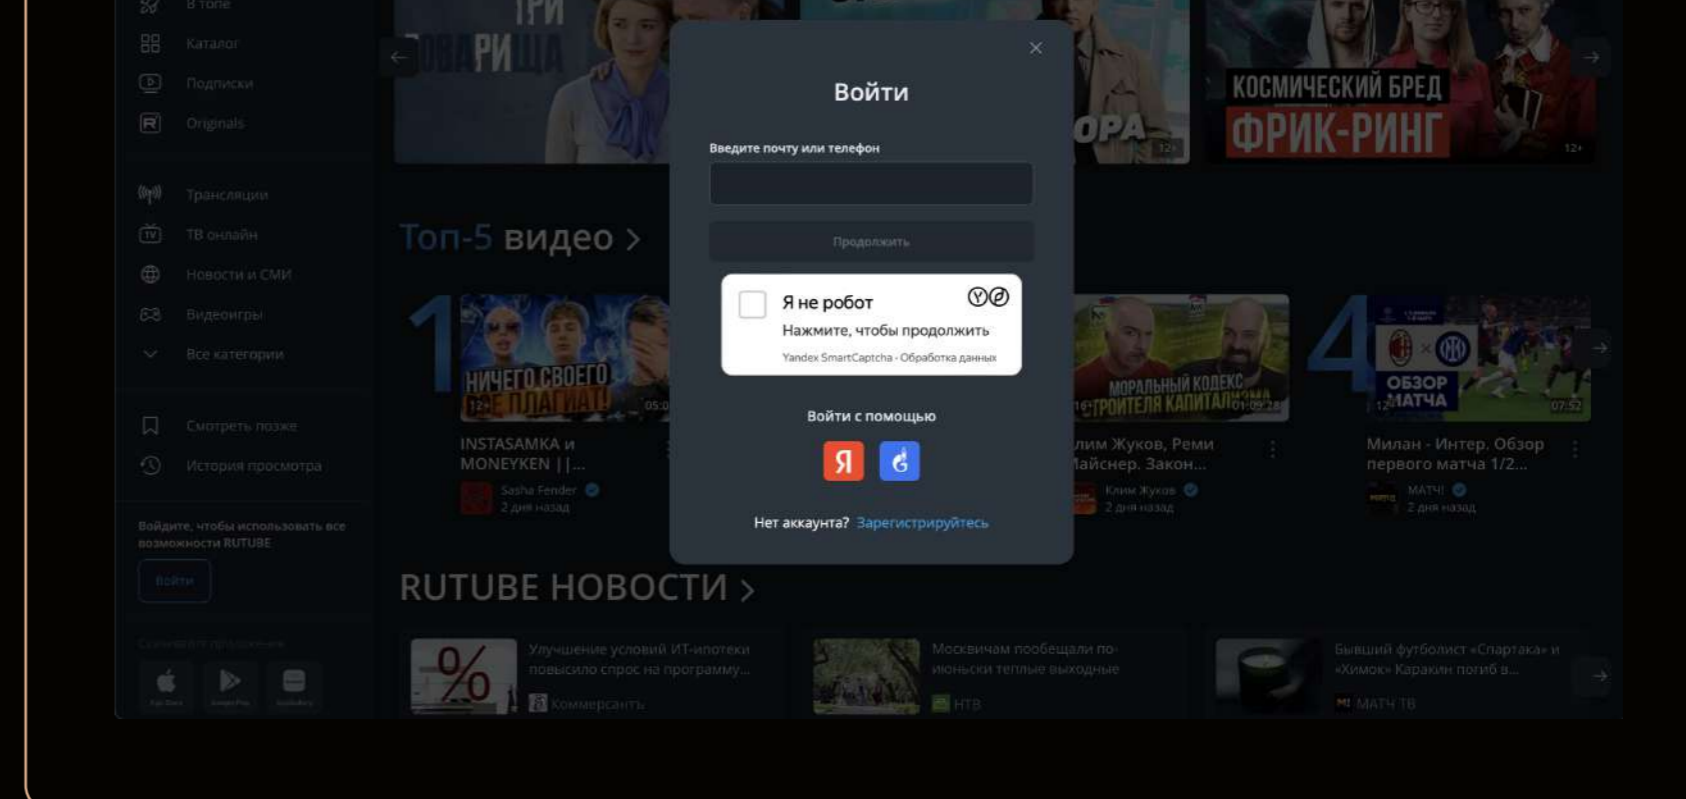 В топе
Каталог
Подписки
Originals
Трансляции
ТВ онлайн
Новости и СМИ
Видеоигры
Все категории
Смотреть позже
История просмотра
Войдите, чтобы использовать все
возможности RUTUBE
Войти
ТРИ
ТОВАРИЩА
ОРА
12+
КОСМИЧЕСКИЙ БРЕД
ФРИК-РИНГ
12+
Войти
Введите почту или телефон
Продолжить
Я не робот
Нажмите, чтобы продолжить
Yandex SmartCaptcha - Обработка данных
Войти с помощью
Я
Нет аккаунта? Зарегистрируйтесь
Топ-5 видео
1
НИЧЕГО СВОЕГО
ВСЕ ПЛАГИАТ!
12+
05:0
INSTASAMKA и
MONEYKEN ||...
Sasha Fender
2 дня назад
МОРАЛЬНЫЙ КОДЕКС
СТРОИТЕЛЯ КАПИТАЛИЗМА
16+
01:09:28
лим Жуков, Реми
Майснер. Закон...
Клим Жуков
2 дня назад
4
ОБЗОР
МАТЧА
12+
07:52
Милан - Интер. Обзор
первого матча 1/2...
МАТЧ!
2 дня назад
RUTUBE НОВОСТИ
%
Улучшение условий ИТ-ипотеки
повысило спрос на программу...
Коммерсантъ
Москвичам пообещали по-
июньски теплые выходные
НТВ
Бывший футболист «Спартака» и
«Химок» Каракин погиб в...
МАТЧ ТВ